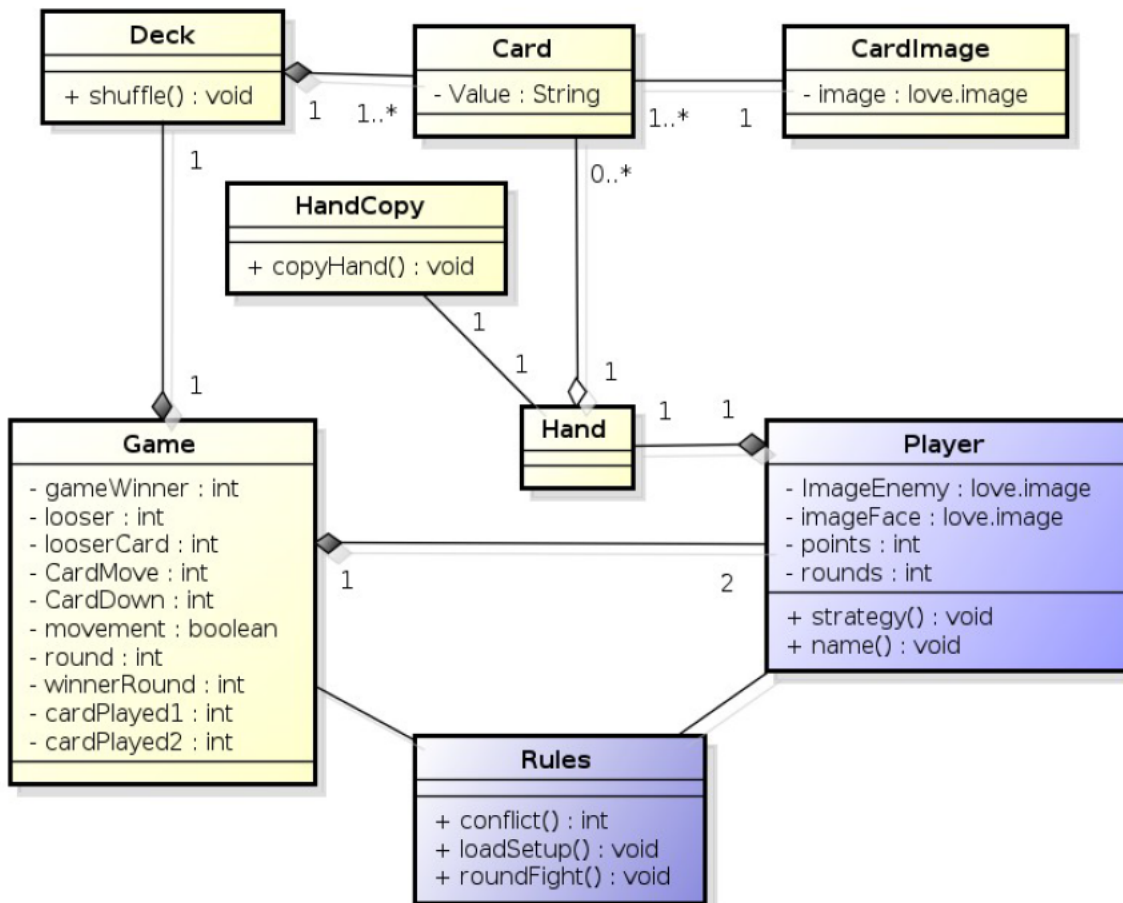 Deck
+ shuffle() : void
Card
- Value : String
CardImage
- image : love.image
1
1..*
1..*
1
1
0..*
HandCopy
+ copyHand() : void
1
1
1
1
Hand
1
1
Game
- gameWinner : int
- looser : int
- looserCard : int
- CardMove : int
- CardDown : int
- movement : boolean
- round : int
- winnerRound : int
- cardPlayed1 : int
- cardPlayed2 : int
Player
- ImageEnemy : love.image
- imageFace : love.image
- points : int
- rounds : int
+ strategy() : void
+ name() : void
1
2
Rules
+ conflict() : int
+ loadSetup() : void
+ roundFight() : void